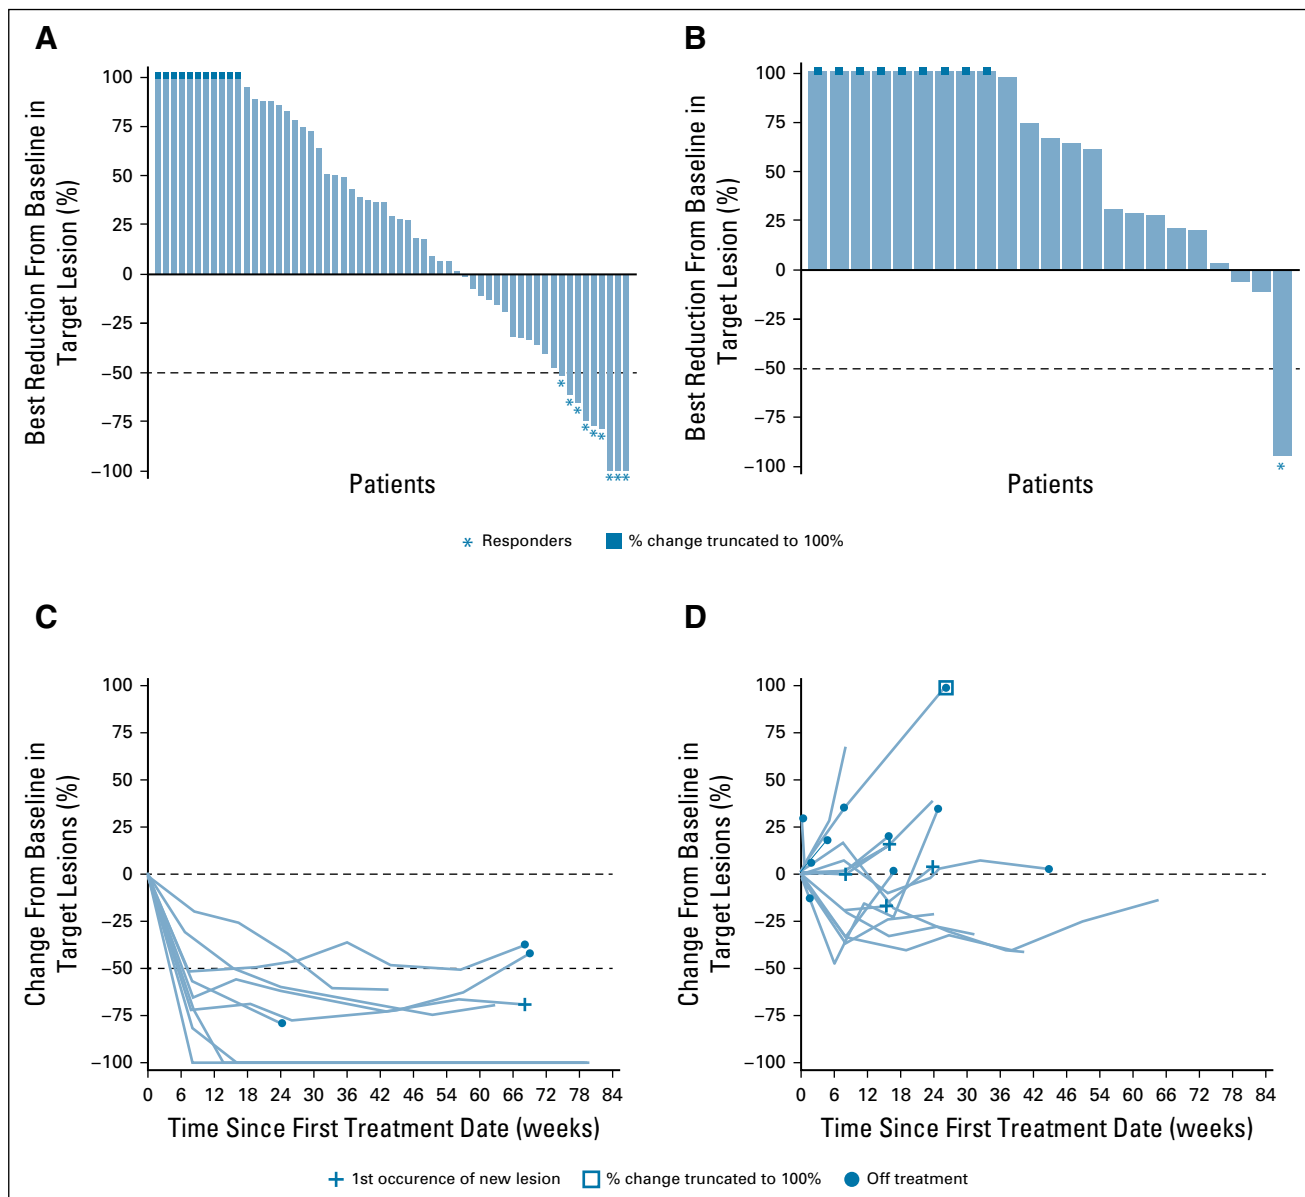 A
Best Reduction From Baseline in
Target Lesion (%)
100
75
50
25
0
−25
−50
−75
−100
* * * * * * * * *
Patients
B
Best Reduction From Baseline in
Target Lesion (%)
100
75
50
25
0
−25
−50
−75
−100
*
Patients
* Responders
% change truncated to 100%
C
Change From Baseline in
Target Lesions (%)
100
75
50
25
0
−25
−50
−75
−100
0 6 12 18 24 30 36 42 48 54 60 66 72 78 84
Time Since First Treatment Date (weeks)
D
Change From Baseline in
Target Lesions (%)
100
75
50
25
0
−25
−50
−75
−100
0 6 12 18 24 30 36 42 48 54 60 66 72 78 84
Time Since First Treatment Date (weeks)
+ 1st occurence of new lesion
% change truncated to 100%
Off treatment